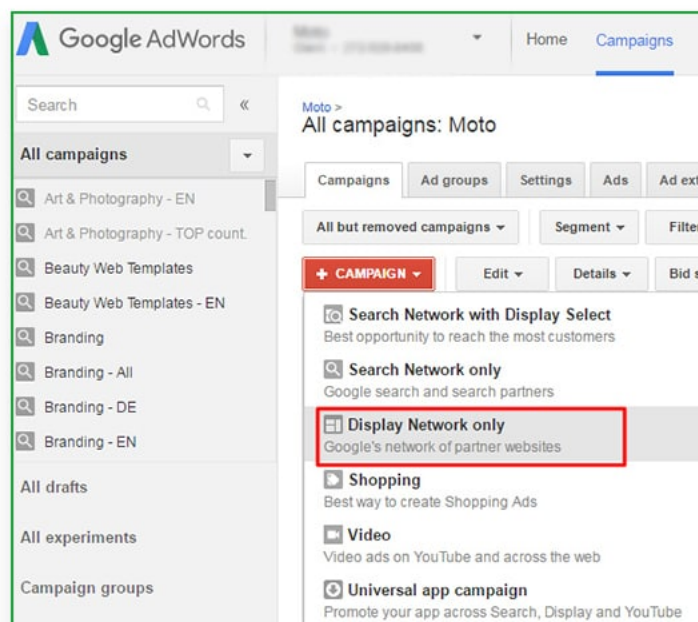 Google AdWords
Home
Campaigns
Search
«
All campaigns
Art & Photography - EN
Art & Photography - TOP count.
Beauty Web Templates
Beauty Web Templates - EN
Branding
Branding - All
Branding - DE
Branding - EN
All drafts
All experiments
Campaign groups
Moto >
All campaigns: Moto
Campaigns
Ad groups
Settings
Ads
Ad ext
All but removed campaigns
Segment
Filter
+ CAMPAIGN
Edit
Details
Bid s
Search Network with Display Select
Best opportunity to reach the most customers
Search Network only
Google search and search partners
Display Network only
Google's network of partner websites
Shopping
Best way to create Shopping Ads
Video
Video ads on YouTube and across the web
Universal app campaign
Promote your app across Search, Display and YouTube